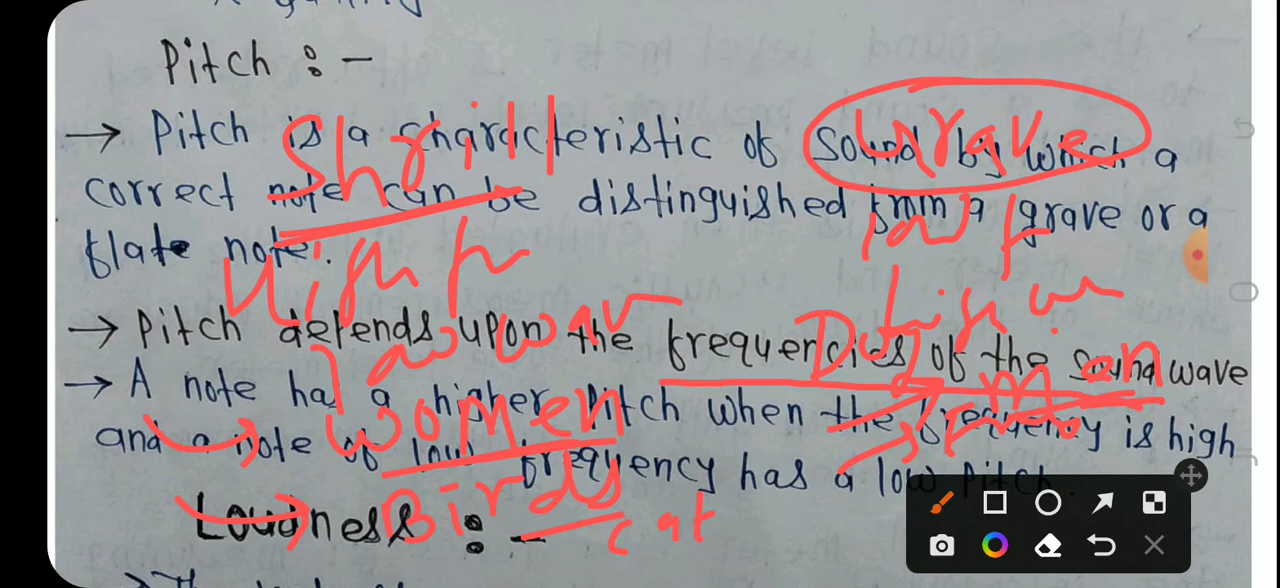 Pitch :-
→ Pitch is a characteristic of sound by which a
correct note can be distinguished from a grave or a
flate note.
→ Pitch depends upon the frequencies of the sound wave
→ A note has a higher Pitch when the frequency is high
and a note of low frequency has a low Pitch.
Loudness :-
Grave
low
High
women
Dog
men
Birds
cat